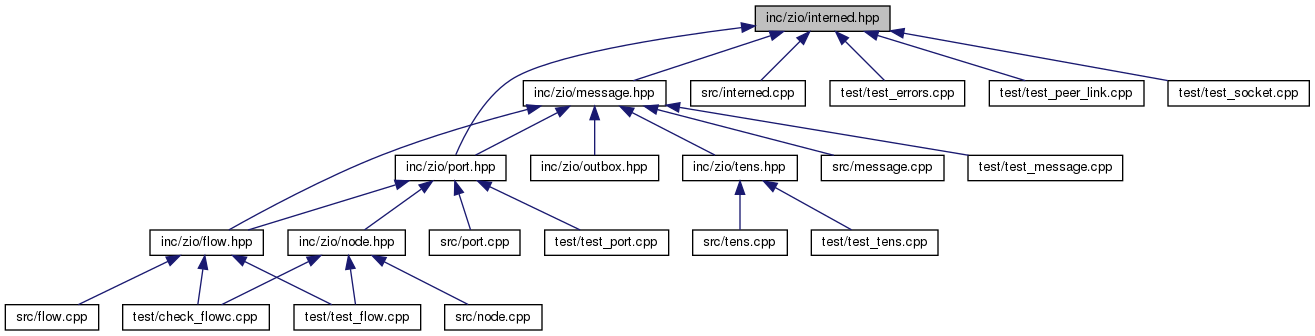 inc/zio/interned.hpp
inc/zio/message.hpp
src/interned.cpp
test/test_errors.cpp
test/test_peer_link.cpp
test/test_socket.cpp
inc/zio/port.hpp
inc/zio/outbox.hpp
inc/zio/tens.hpp
src/message.cpp
test/test_message.cpp
inc/zio/flow.hpp
inc/zio/node.hpp
src/port.cpp
test/test_port.cpp
src/tens.cpp
test/test_tens.cpp
src/flow.cpp
test/check_flowc.cpp
test/test_flow.cpp
src/node.cpp